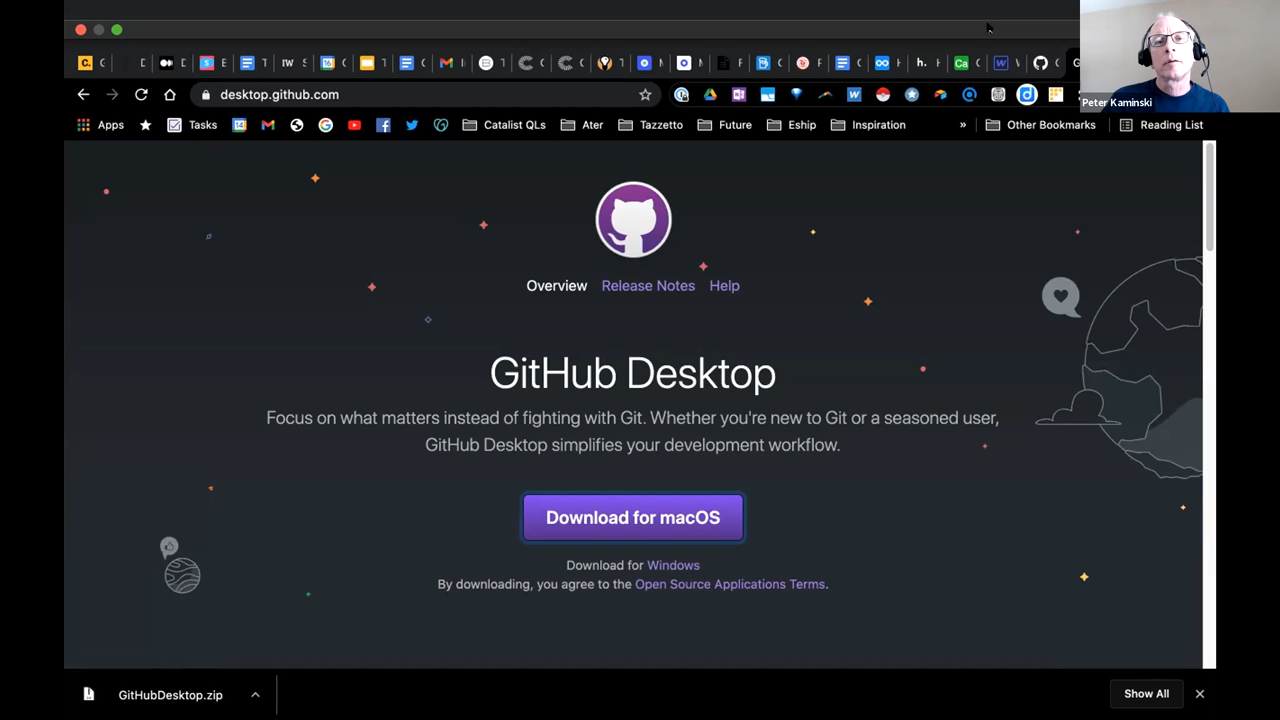 desktop.github.com
Peter Kaminski
Apps
Tasks
Catalist QLs
Ater
Tazzetto
Future
Eship
Inspiration
»
Other Bookmarks
Reading List
Overview Release Notes Help
GitHub Desktop
Focus on what matters instead of fighting with Git. Whether you're new to Git or a seasoned user,
GitHub Desktop simplifies your development workflow.
Download for macOS
Download for Windows
By downloading, you agree to the Open Source Applications Terms.
GitHubDesktop.zip
Show All